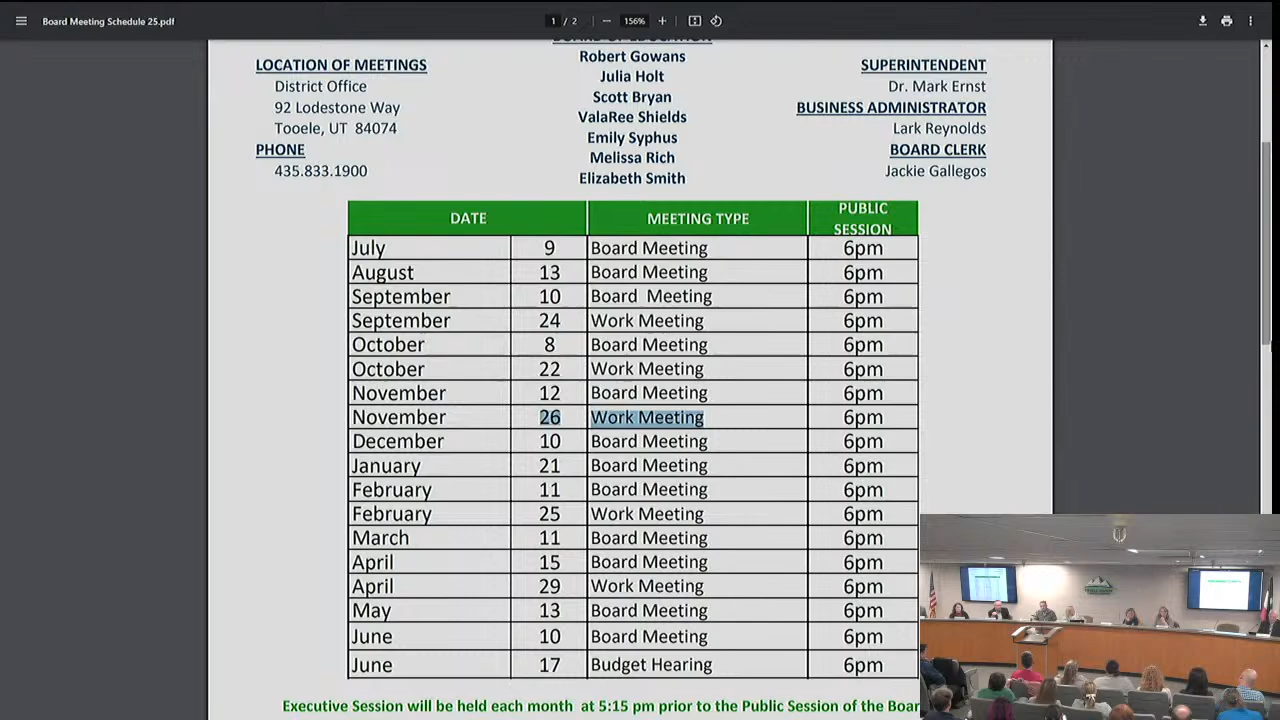 Board Meeting Schedule 25.pdf
1 / 2
156%
BOARD OF EDUCATION
LOCATION OF MEETINGS
District Office
92 Lodestone Way
Tooele, UT 84074
PHONE
435.833.1900
Robert Gowans
Julia Holt
Scott Bryan
ValaRee Shields
Emily Syphus
Melissa Rich
Elizabeth Smith
SUPERINTENDENT
Dr. Mark Ernst
BUSINESS ADMINISTRATOR
Lark Reynolds
BOARD CLERK
Jackie Gallegos
DATE MEETING TYPE PUBLIC SESSION
July 9 Board Meeting 6pm
August 13 Board Meeting 6pm
September 10 Board Meeting 6pm
September 24 Work Meeting 6pm
October 8 Board Meeting 6pm
October 22 Work Meeting 6pm
November 12 Board Meeting 6pm
November 26 Work Meeting 6pm
December 10 Board Meeting 6pm
January 21 Board Meeting 6pm
February 11 Board Meeting 6pm
February 25 Work Meeting 6pm
March 11 Board Meeting 6pm
April 15 Board Meeting 6pm
April 29 Work Meeting 6pm
May 13 Board Meeting 6pm
June 10 Board Meeting 6pm
June 17 Budget Hearing 6pm
Executive Session will be held each month at 5:15 pm prior to the Public Session of the Boar